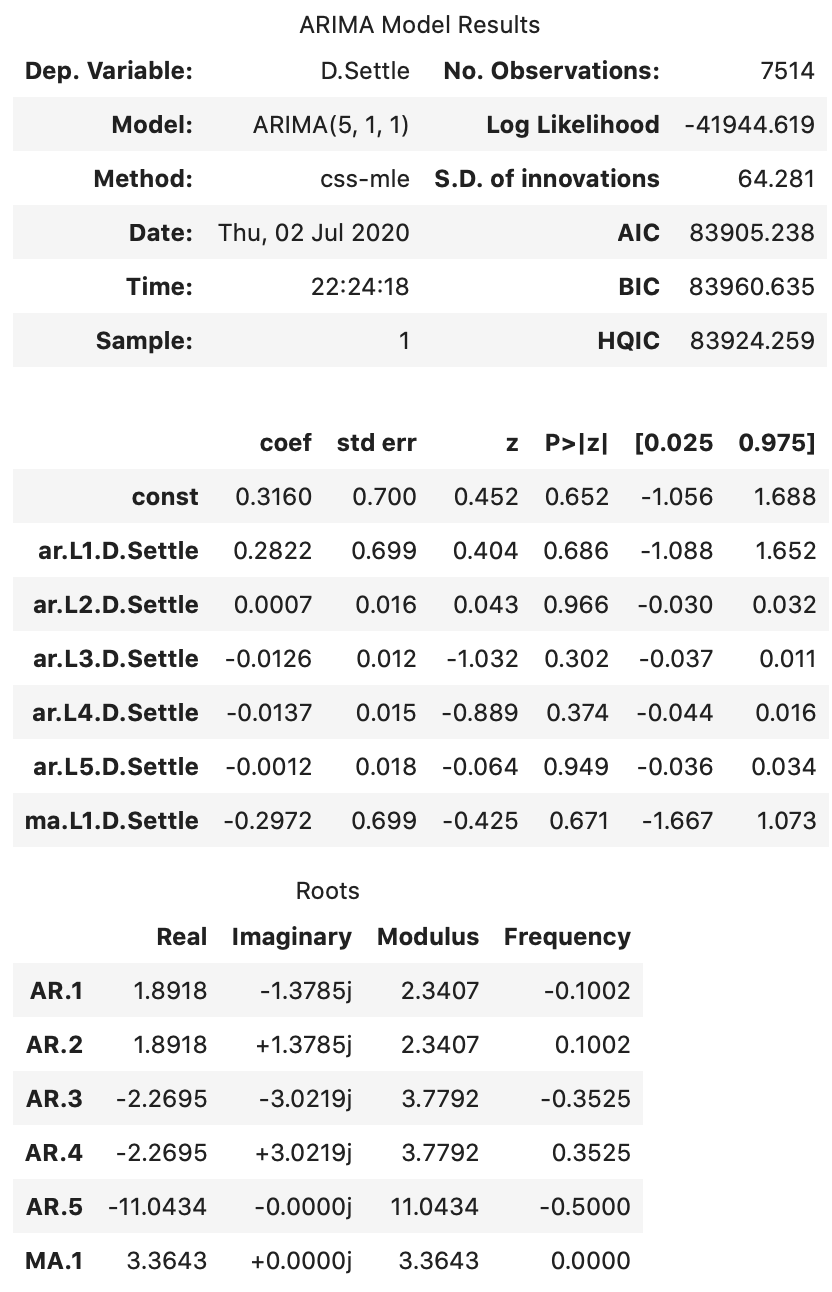 ARIMA Model Results
Dep. Variable: D.Settle No. Observations: 7514
Model: ARIMA(5, 1, 1) Log Likelihood -41944.619
Method: css-mle S.D. of innovations 64.281
Date: Thu, 02 Jul 2020 AIC 83905.238
Time: 22:24:18 BIC 83960.635
Sample: 1 HQIC 83924.259
coef std err z P>|z| [0.025 0.975]
const 0.3160 0.700 0.452 0.652 -1.056 1.688
ar.L1.D.Settle 0.2822 0.699 0.404 0.686 -1.088 1.652
ar.L2.D.Settle 0.0007 0.016 0.043 0.966 -0.030 0.032
ar.L3.D.Settle -0.0126 0.012 -1.032 0.302 -0.037 0.011
ar.L4.D.Settle -0.0137 0.015 -0.889 0.374 -0.044 0.016
ar.L5.D.Settle -0.0012 0.018 -0.064 0.949 -0.036 0.034
ma.L1.D.Settle -0.2972 0.699 -0.425 0.671 -1.667 1.073
Roots
Real Imaginary Modulus Frequency
AR.1 1.8918 -1.3785j 2.3407 -0.1002
AR.2 1.8918 +1.3785j 2.3407 0.1002
AR.3 -2.2695 -3.0219j 3.7792 -0.3525
AR.4 -2.2695 +3.0219j 3.7792 0.3525
AR.5 -11.0434 -0.0000j 11.0434 -0.5000
MA.1 3.3643 +0.0000j 3.3643 0.0000